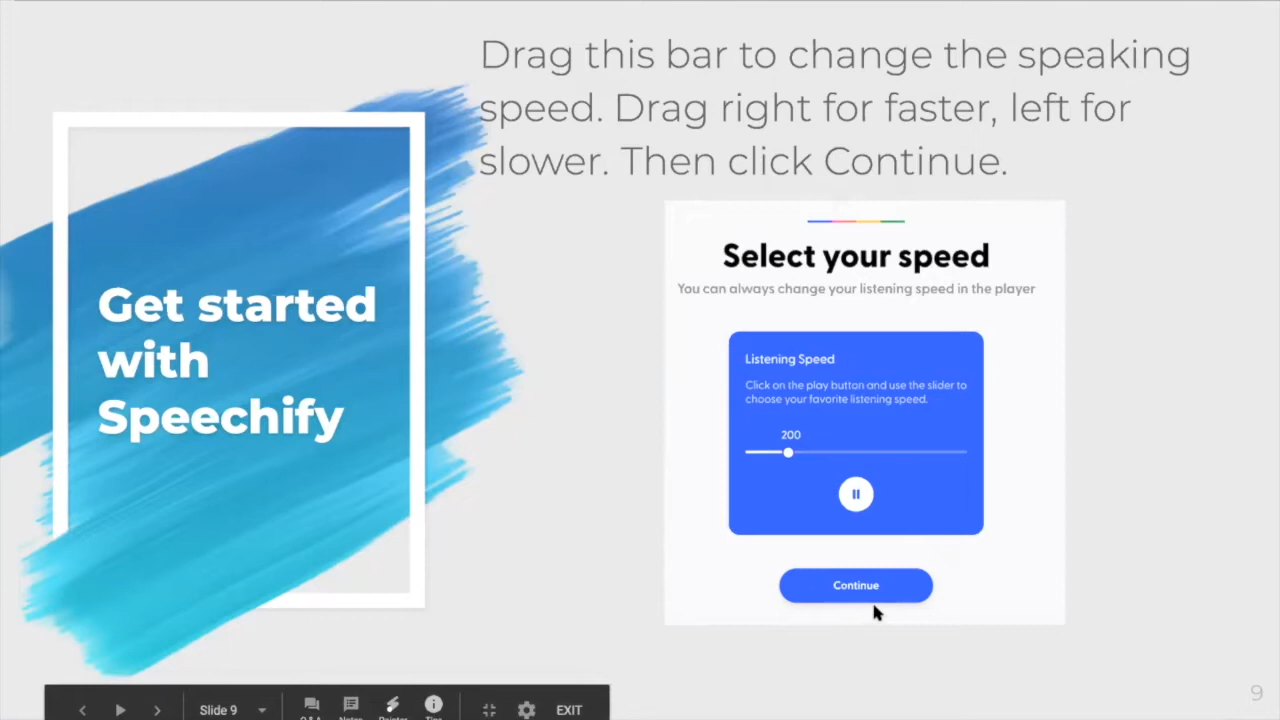 Drag this bar to change the speaking
speed. Drag right for faster, left for
slower. Then click Continue.
Get started
with
Speechify
Select your speed
You can always change your listening speed in the player
Listening Speed
Click on the play button and use the slider to
choose your favorite listening speed.
200
Continue
9
Slide 9
EXIT